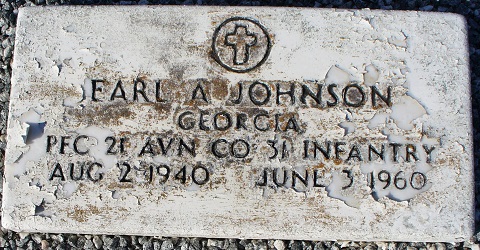 EARL A JOHNSON
GEORGIA
PFC 21 AVN CO 31 INFANTRY
AUG 2 1940 JUNE 3 1960